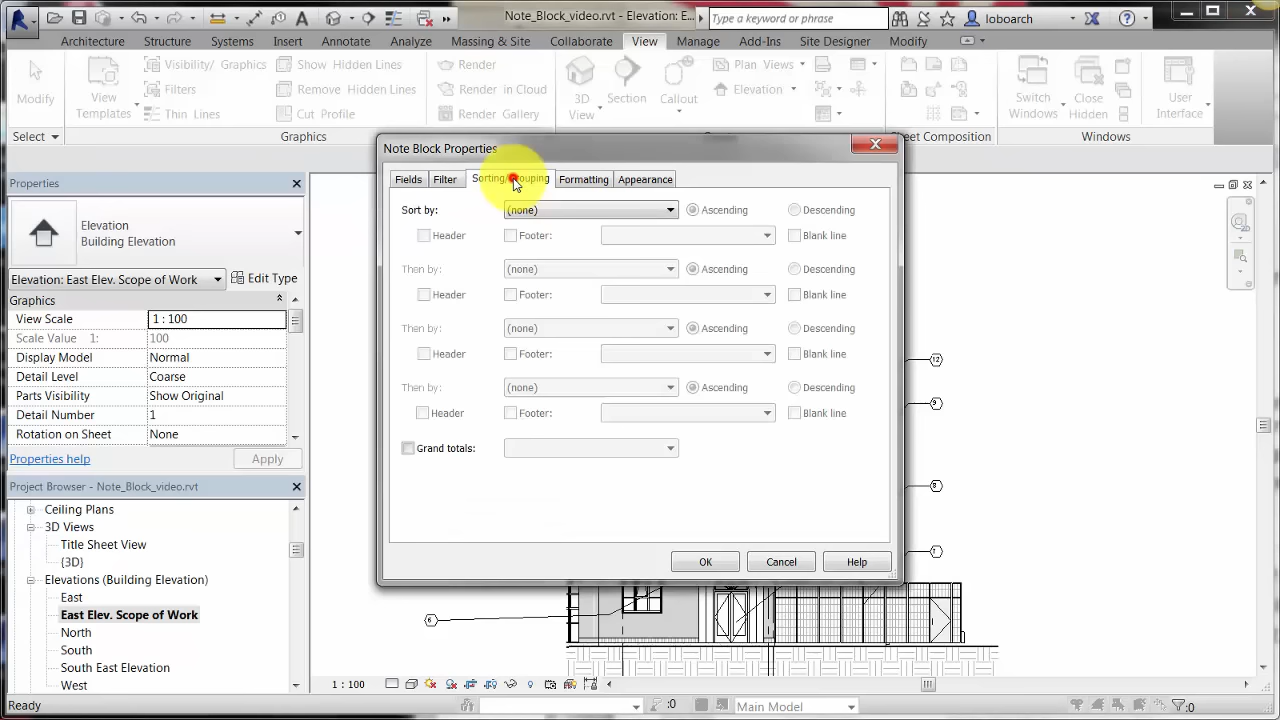 Note_Block_video.rvt - Elevation: E...
Type a keyword or phrase
loboarch
Architecture Structure Systems Insert Annotate Analyze Massing & Site Collaborate View Manage Add-Ins Site Designer Modify
Modify
View Templates
Visibility/ Graphics
Filters
Thin Lines
Show Hidden Lines
Remove Hidden Lines
Cut Profile
Render
Render in Cloud
Render Gallery
3D View
Section
Callout
Plan Views
Elevation
Switch Windows
Close Hidden
User Interface
Select
Graphics
Sheet Composition
Windows
Properties
Elevation
Building Elevation
Elevation: East Elev. Scope of Work
Edit Type
Graphics
View Scale 1 : 100
Scale Value 1: 100
Display Model Normal
Detail Level Coarse
Parts Visibility Show Original
Detail Number 1
Rotation on Sheet None
Properties help
Apply
Project Browser - Note_Block_video.rvt
Ceiling Plans
3D Views
Title Sheet View
{3D}
Elevations (Building Elevation)
East
East Elev. Scope of Work
North
South
South East Elevation
West
Note Block Properties
Fields Filter Sorting/Grouping Formatting Appearance
Sort by: (none) Ascending Descending
Header Footer: Blank line
Then by: (none) Ascending Descending
Header Footer: Blank line
Then by: (none) Ascending Descending
Header Footer: Blank line
Then by: (none) Ascending Descending
Header Footer: Blank line
Grand totals:
OK Cancel Help
12
9
8
6
1 : 100
Ready
:0
Main Model
:0